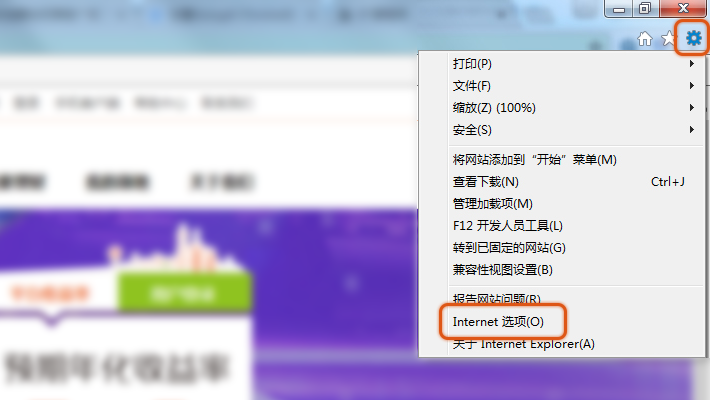 打印(P)
文件(F)
缩放(Z) (100%)
安全(S)
将网站添加到“开始”菜单(M)
查看下载(N) Ctrl+J
管理加载项(M)
F12 开发人员工具(L)
转到已固定的网站(G)
兼容性视图设置(B)
报告网站问题(R)
Internet 选项(O)
关于 Internet Explorer(A)
预期年化收益率